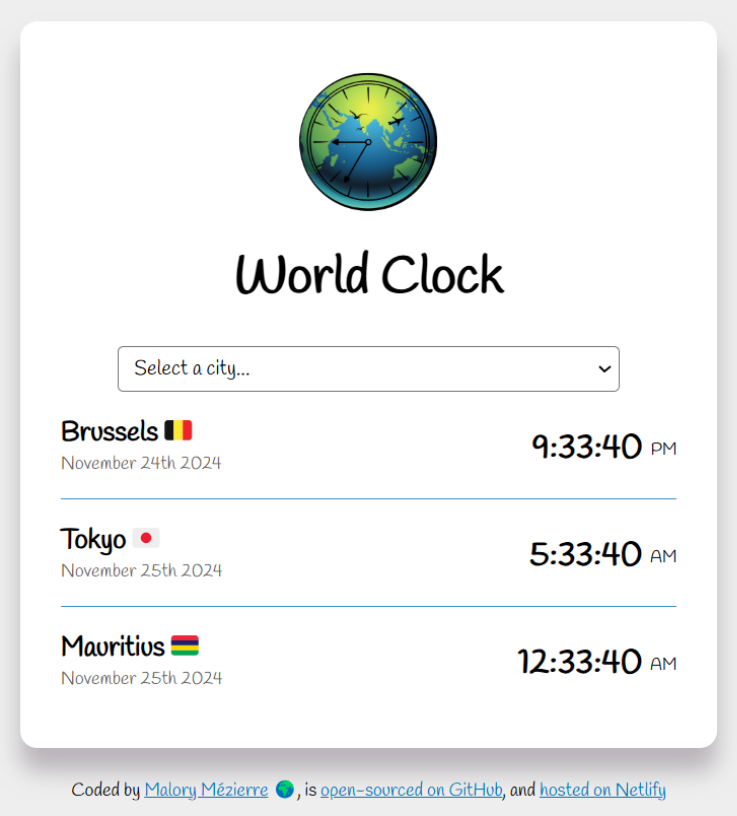 World Clock
Select a city...
Brussels
9:33:40 PM
November 24th 2024
Tokyo
5:33:40 AM
November 25th 2024
Mauritius
12:33:40 AM
November 25th 2024
Coded by Malory Mézierre 🌍, is open-sourced on GitHub, and hosted on Netlify